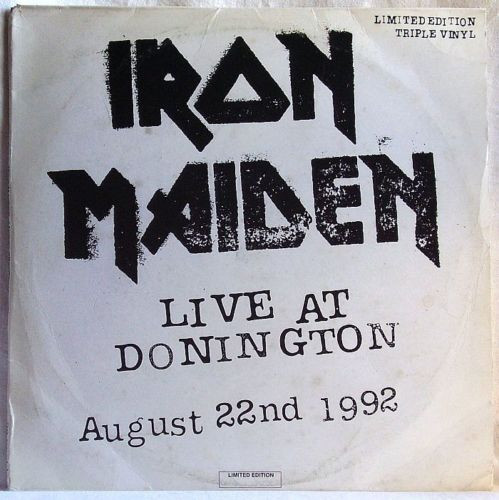 LIMITED EDITION
TRIPLE VINYL
IRON
MAIDEN
LIVE AT
DONINGTON
August 22nd 1992
LIMITED EDITION